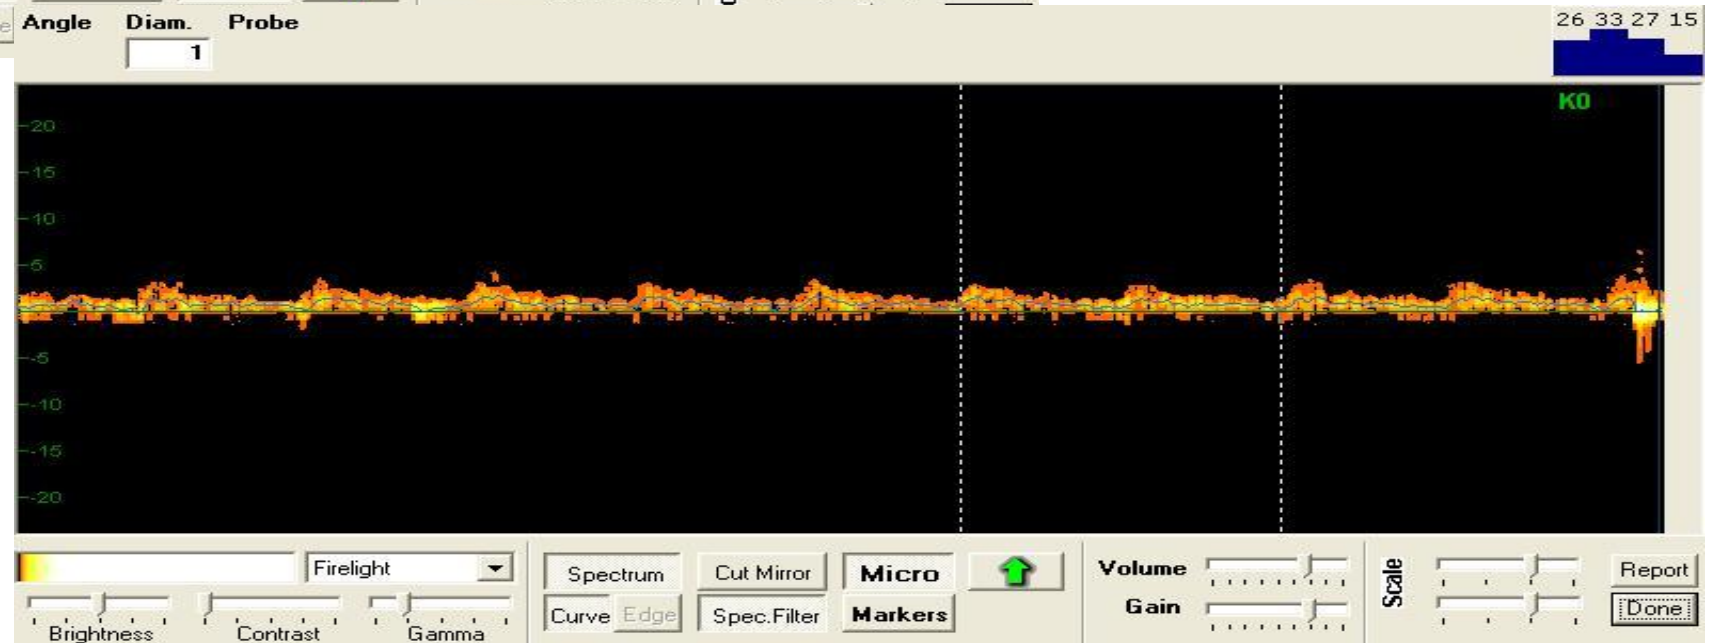 Angle Diam. Probe
1
26 33 27 15
K0
-20
-15
-10
-5
--5
--10
--15
--20
Firelight
Brightness Contrast Gamma
Spectrum
Curve Edge
Cut Mirror
Spec.Filter
Micro
Markers
Volume
Gain
Scale
Report
Done